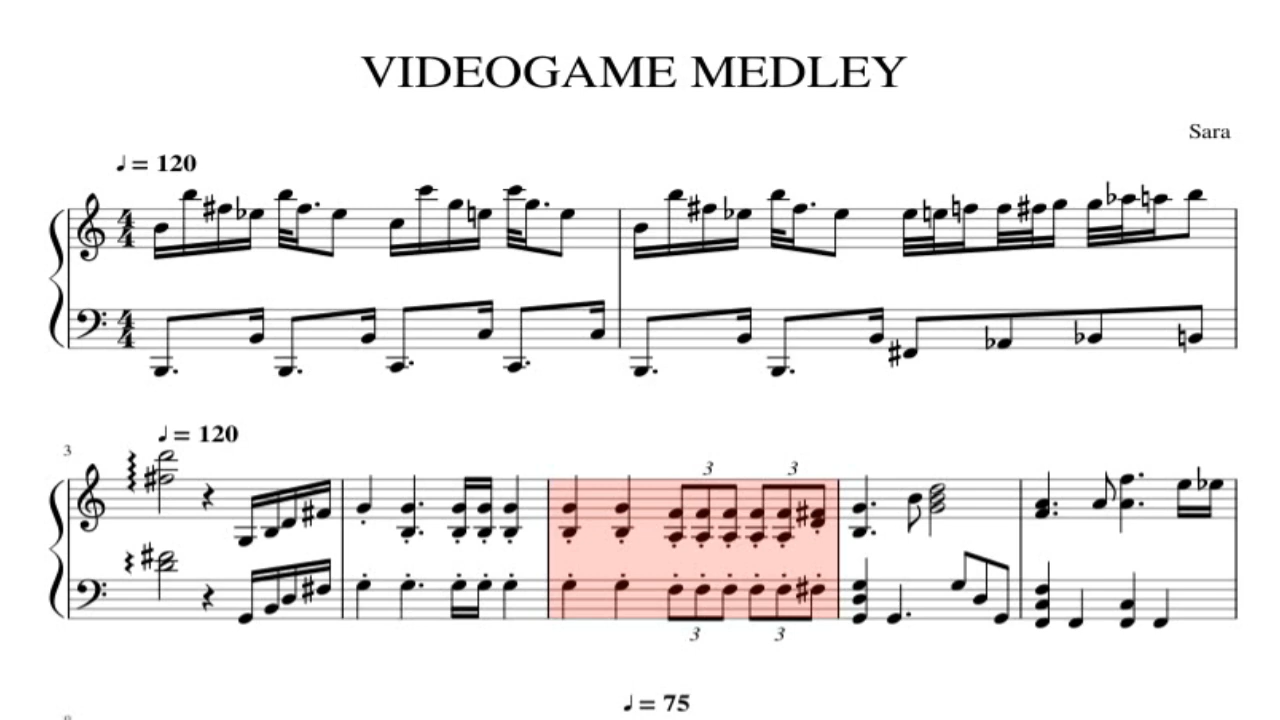 VIDEOGAME MEDLEY
Sara
♩ = 120
4 4
4 4
♩ = 120
3
3 3
3 3
♩ = 75